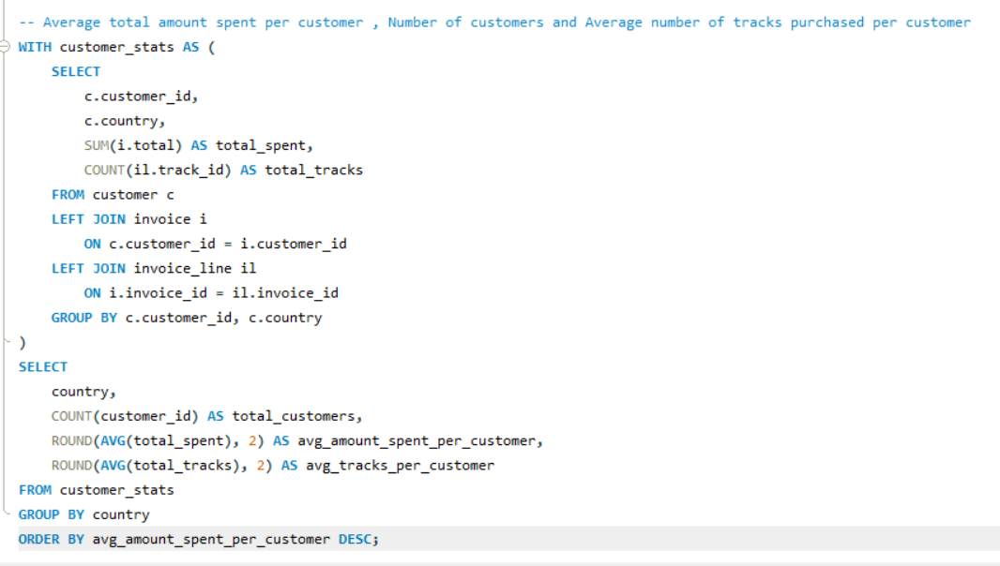 -- Average total amount spent per customer , Number of customers and Average number of tracks purchased per customer
WITH customer_stats AS (
    SELECT
        c.customer_id,
        c.country,
        SUM(i.total) AS total_spent,
        COUNT(il.track_id) AS total_tracks
    FROM customer c
    LEFT JOIN invoice i
        ON c.customer_id = i.customer_id
    LEFT JOIN invoice_line il
        ON i.invoice_id = il.invoice_id
    GROUP BY c.customer_id, c.country
)
SELECT
    country,
    COUNT(customer_id) AS total_customers,
    ROUND(AVG(total_spent), 2) AS avg_amount_spent_per_customer,
    ROUND(AVG(total_tracks), 2) AS avg_tracks_per_customer
FROM customer_stats
GROUP BY country
ORDER BY avg_amount_spent_per_customer DESC;